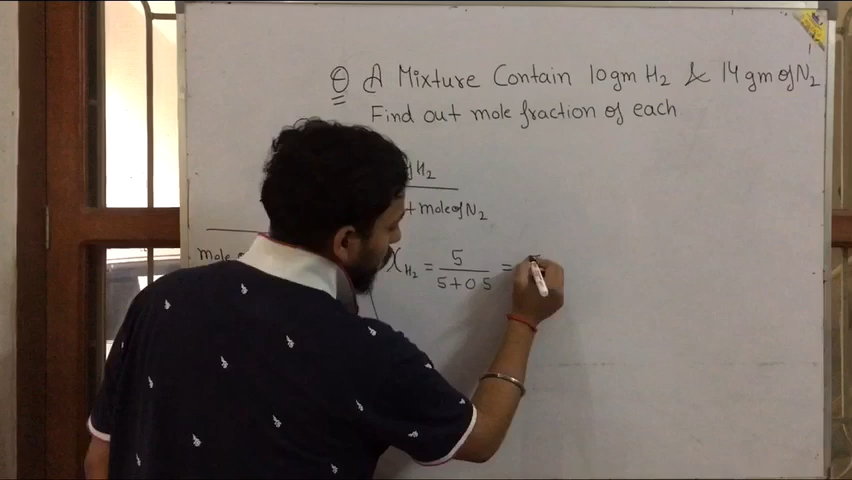 Q A Mixture Contain 10gm H2 & 14 gm of N2
Find out mole fraction of each
H2
+ mole of N2
mole
XH2 = 5 / 5+0.5 =